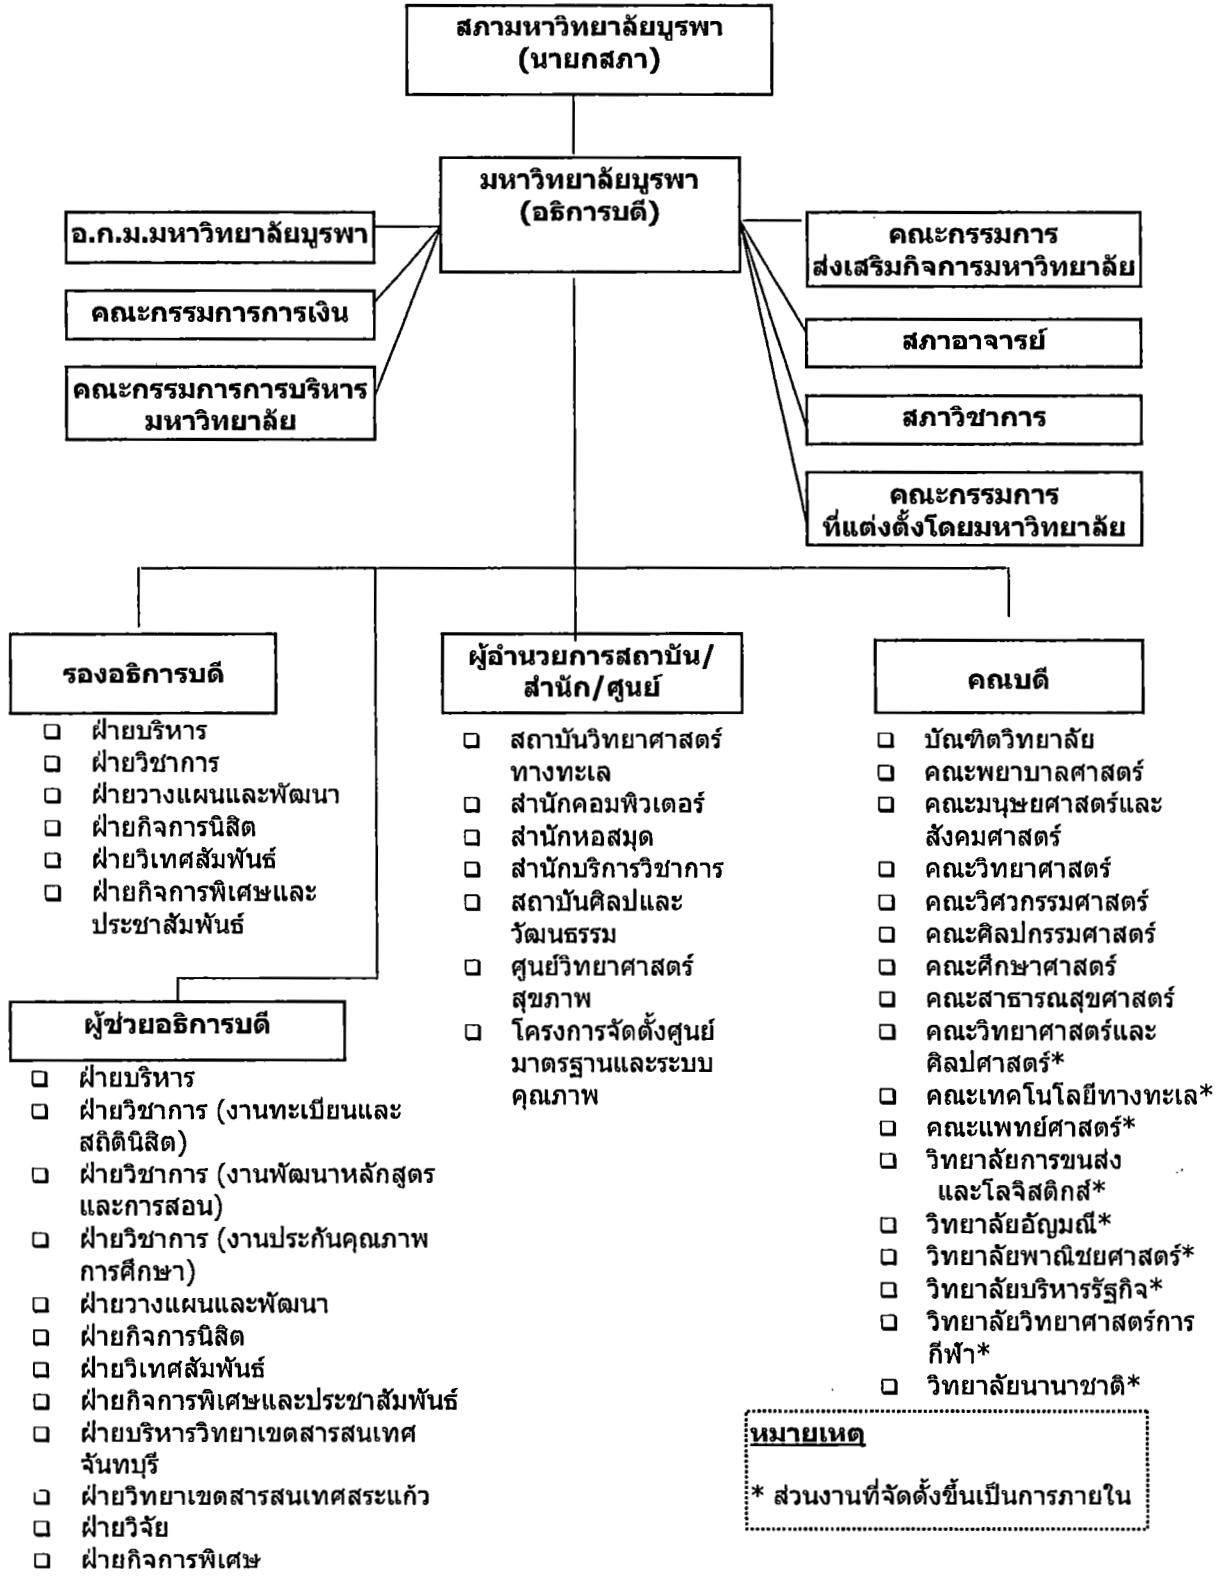 สภามหาวิทยาลัยบูรพา
(นายกสภา)
มหาวิทยาลัยบูรพา
(อธิการบดี)
อ.ก.ม.มหาวิทยาลัยบูรพา
คณะกรรมการการเงิน
คณะกรรมการการบริหาร
มหาวิทยาลัย
คณะกรรมการ
ส่งเสริมกิจการมหาวิทยาลัย
สภาอาจารย์
สภาวิชาการ
คณะกรรมการ
ที่แต่งตั้งโดยมหาวิทยาลัย
รองอธิการบดี
ฝ่ายบริหาร
ฝ่ายวิชาการ
ฝ่ายวางแผนและพัฒนา
ฝ่ายกิจการนิสิต
ฝ่ายวิเทศสัมพันธ์
ฝ่ายกิจการพิเศษและ
ประชาสัมพันธ์
ผู้ช่วยอธิการบดี
ฝ่ายบริหาร
ฝ่ายวิชาการ (งานทะเบียนและ
สถิตินิสิต)
ฝ่ายวิชาการ (งานพัฒนาหลักสูตร
และการสอน)
ฝ่ายวิชาการ (งานประกันคุณภาพ
การศึกษา)
ฝ่ายวางแผนและพัฒนา
ฝ่ายกิจการนิสิต
ฝ่ายวิเทศสัมพันธ์
ฝ่ายกิจการพิเศษและประชาสัมพันธ์
ฝ่ายบริหารวิทยาเขตสารสนเทศ
จันทบุรี
ฝ่ายวิทยาเขตสารสนเทศสระแก้ว
ฝ่ายวิจัย
ฝ่ายกิจการพิเศษ
ผู้อำนวยการสถาบัน/
สำนัก/ศูนย์
สถาบันวิทยาศาสตร์
ทางทะเล
สำนักคอมพิวเตอร์
สำนักหอสมุด
สำนักบริการวิชาการ
สถาบันศิลปและ
วัฒนธรรม
ศูนย์วิทยาศาสตร์
สุขภาพ
โครงการจัดตั้งศูนย์
มาตรฐานและระบบ
คุณภาพ
คณบดี
บัณฑิตวิทยาลัย
คณะพยาบาลศาสตร์
คณะมนุษยศาสตร์และ
สังคมศาสตร์
คณะวิทยาศาสตร์
คณะวิศวกรรมศาสตร์
คณะศิลปกรรมศาสตร์
คณะศึกษาศาสตร์
คณะสาธารณสุขศาสตร์
คณะวิทยาศาสตร์และ
ศิลปศาสตร์*
คณะเทคโนโลยีทางทะเล*
คณะแพทย์ศาสตร์*
วิทยาลัยการขนส่ง
และโลจิสติกส์*
วิทยาลัยอัญมณี*
วิทยาลัยพาณิชยศาสตร์*
วิทยาลัยบริหารรัฐกิจ*
วิทยาลัยวิทยาศาสตร์การ
กีฬา*
วิทยาลัยนานาชาติ*
หมายเหตุ
* ส่วนงานที่จัดตั้งขึ้นเป็นการภายใน